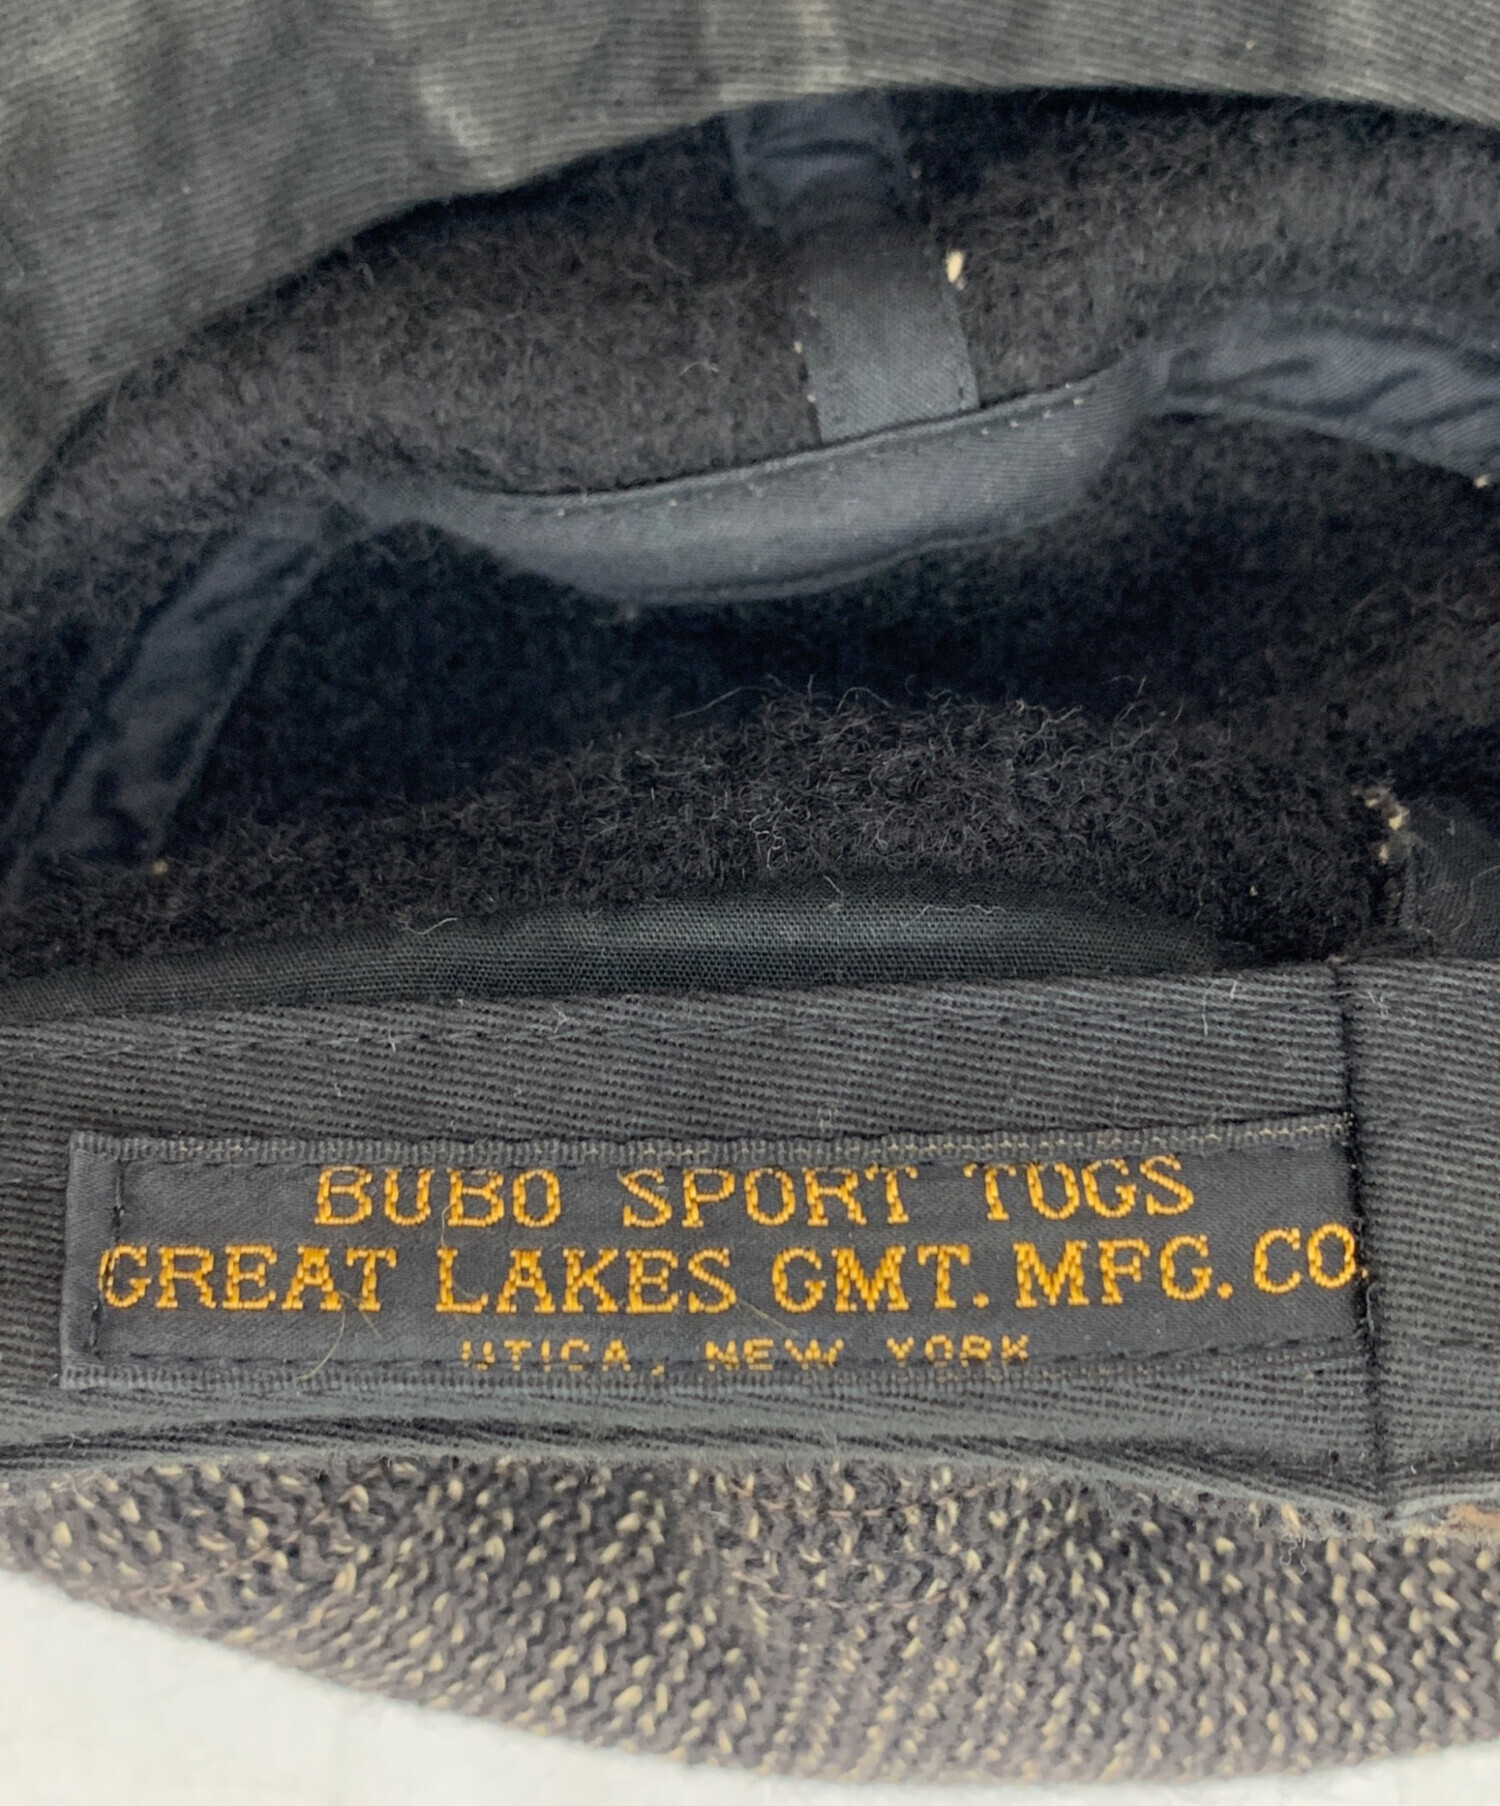 BUBO SPORT TOGS
GREAT LAKES GMT. MFG. CO.
UTICA, NEW YORK